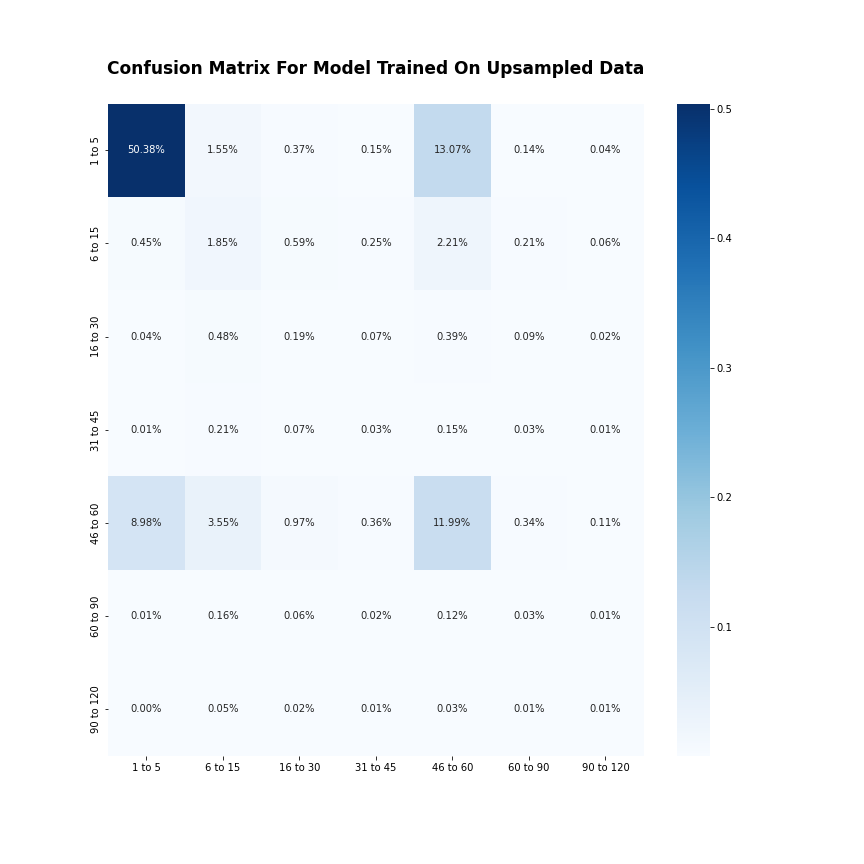 Confusion Matrix For Model Trained On Upsampled Data
1 to 5 50.38% 1.55% 0.37% 0.15% 13.07% 0.14% 0.04%
6 to 15 0.45% 1.85% 0.59% 0.25% 2.21% 0.21% 0.06%
16 to 30 0.04% 0.48% 0.19% 0.07% 0.39% 0.09% 0.02%
31 to 45 0.01% 0.21% 0.07% 0.03% 0.15% 0.03% 0.01%
46 to 60 8.98% 3.55% 0.97% 0.36% 11.99% 0.34% 0.11%
60 to 90 0.01% 0.16% 0.06% 0.02% 0.12% 0.03% 0.01%
90 to 120 0.00% 0.05% 0.02% 0.01% 0.03% 0.01% 0.01%
1 to 5 6 to 15 16 to 30 31 to 45 46 to 60 60 to 90 90 to 120
0.5
0.4
0.3
0.2
0.1